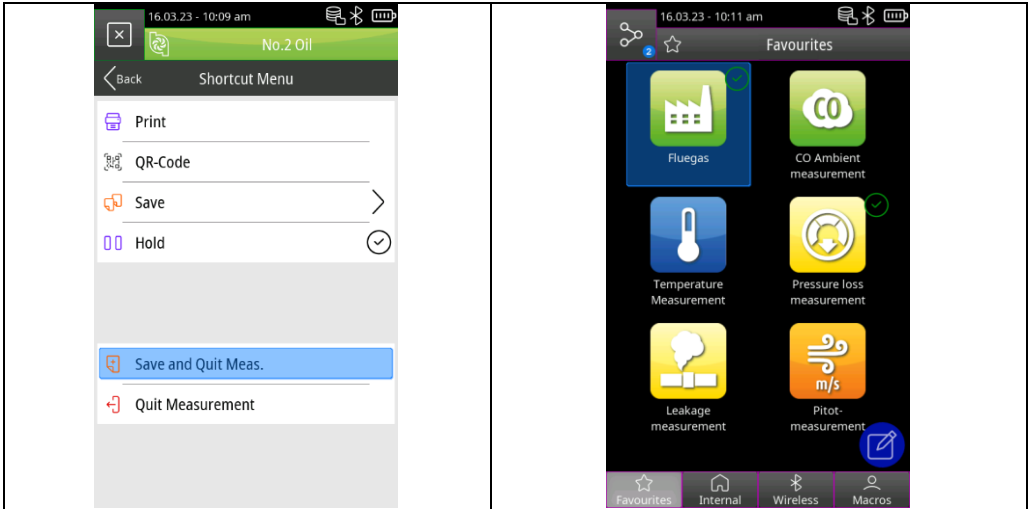 16.03.23 - 10:09 am
No.2 Oil
Back
Shortcut Menu
Print
QR-Code
Save
Hold
Save and Quit Meas.
Quit Measurement
16.03.23 - 10:11 am
2
Favourites
CO
Fluegas
CO Ambient
measurement
Temperature
Measurement
Pressure loss
measurement
m/s
Leakage
measurement
Pitot-
measurement
Favourites
Internal
Wireless
Macros